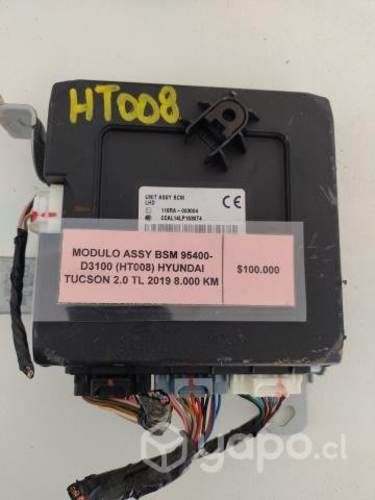 HT008
UNIT ASSY BCM
LHD
CE
MODULO ASSY BSM 95400-
D3100 (HT008) HYUNDAI
TUCSON 2.0 TL 2019 8.000 KM
$100.000
yapo.cl